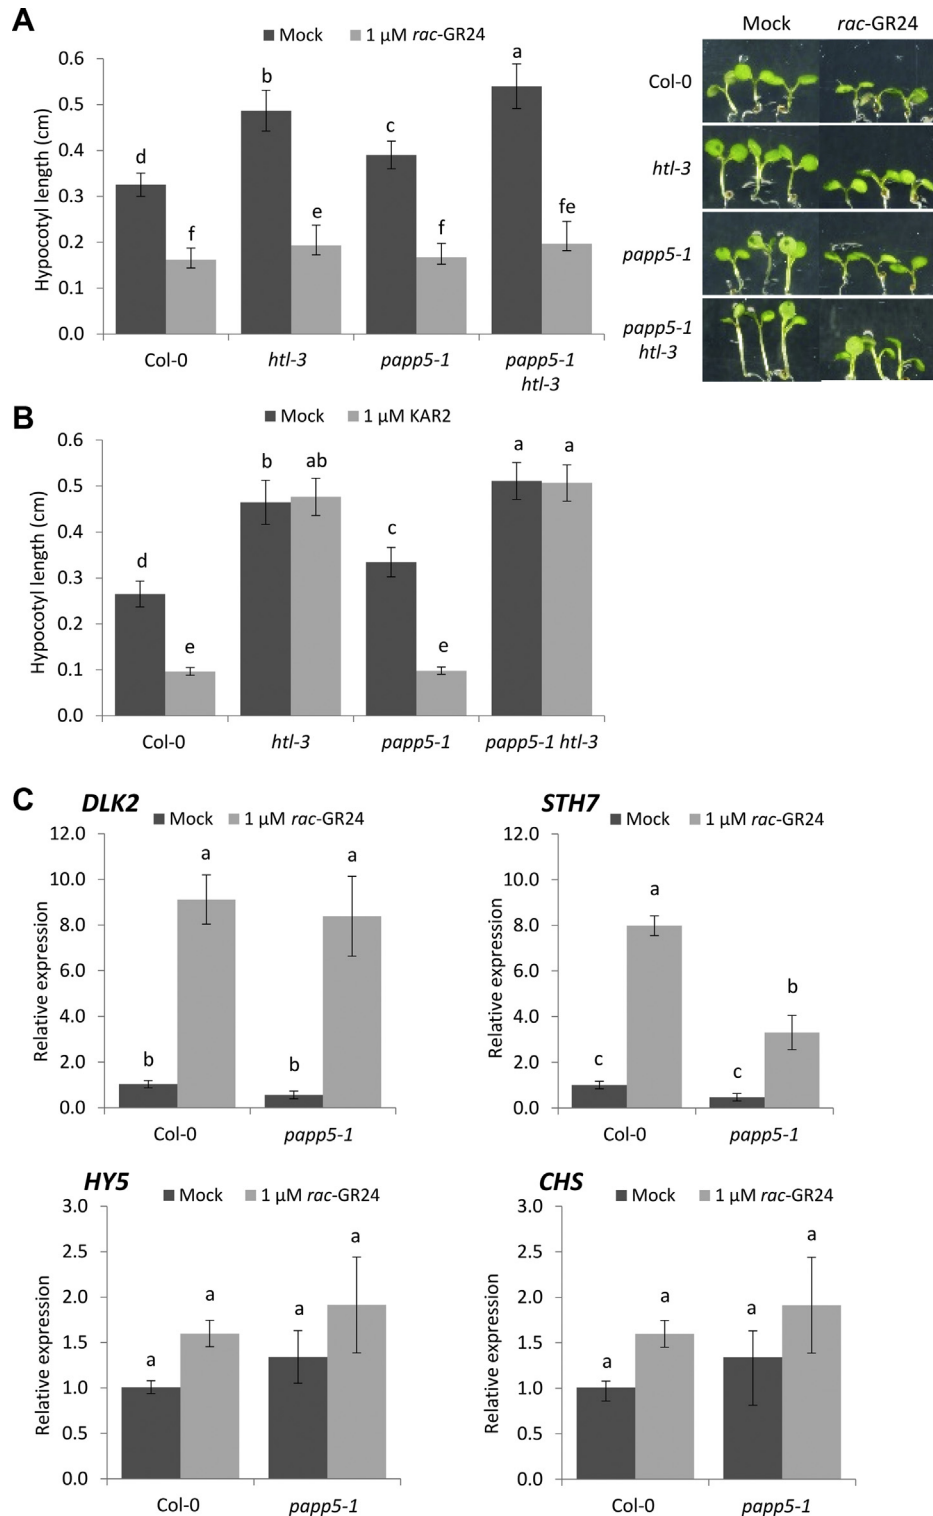 A
Mock 1 μM rac-GR24
Hypocotyl length (cm)
0.6
0.5
0.4
0.3
0.2
0.1
0.0
d
f
b
e
c
f
a
fe
Col-0
htl-3
papp5-1
papp5-1
htl-3
Mock rac-GR24
Col-0
htl-3
papp5-1
papp5-1
htl-3
B
Mock 1 μM KAR2
Hypocotyl length (cm)
0.6
0.5
0.4
0.3
0.2
0.1
0.0
d
e
b
ab
c
e
a
a
Col-0
htl-3
papp5-1
papp5-1 htl-3
C
DLK2
Mock 1 μM rac-GR24
Relative expression
12.0
10.0
8.0
6.0
4.0
2.0
0.0
b
a
b
a
Col-0
papp5-1
STH7
Mock 1 μM rac-GR24
Relative expression
12.0
10.0
8.0
6.0
4.0
2.0
0.0
c
a
c
b
Col-0
papp5-1
HY5
Mock 1 μM rac-GR24
Relative expression
3.0
2.5
2.0
1.5
1.0
0.5
0.0
a
a
a
a
Col-0
papp5-1
CHS
Mock 1 μM rac-GR24
Relative expression
3.0
2.5
2.0
1.5
1.0
0.5
0.0
a
a
a
a
Col-0
papp5-1